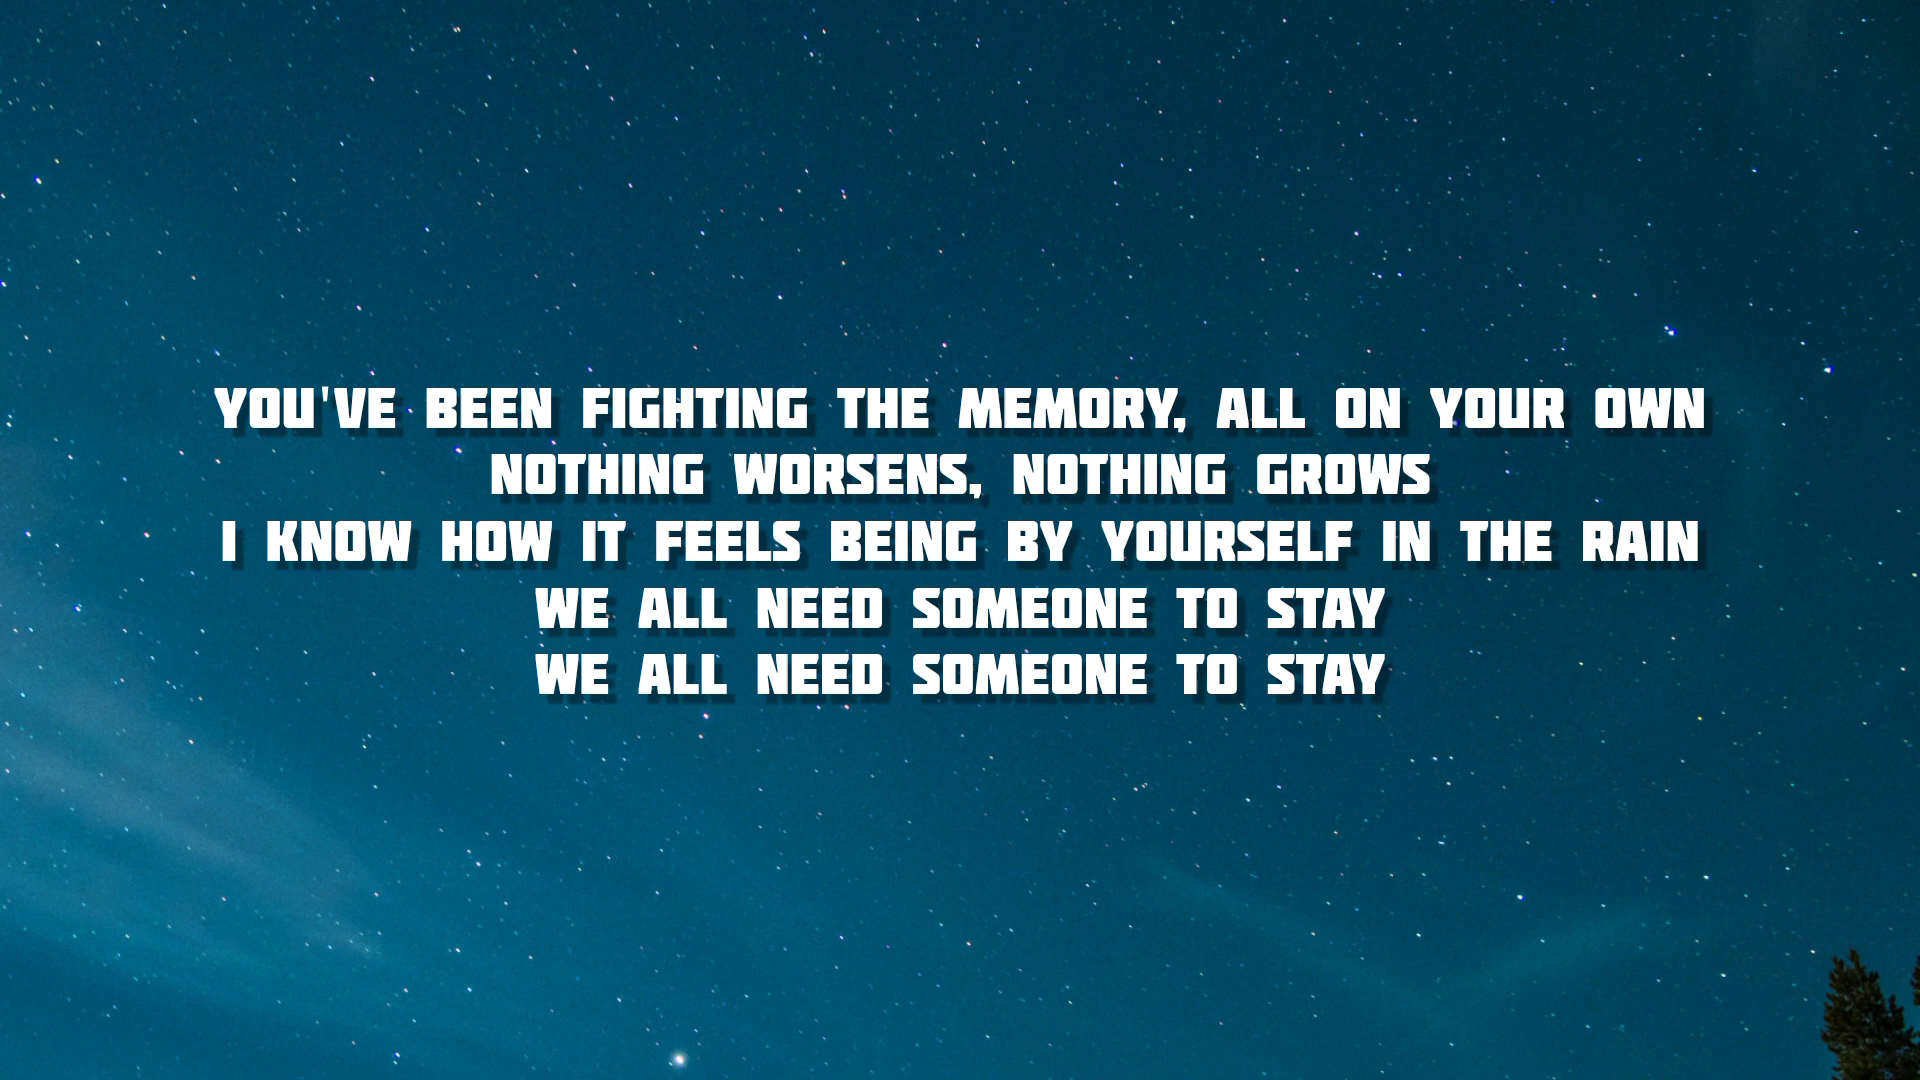 YOU'VE BEEN FIGHTING THE MEMORY, ALL ON YOUR OWN
NOTHING WORSENS, NOTHING GROWS
I KNOW HOW IT FEELS BEING BY YOURSELF IN THE RAIN
WE ALL NEED SOMEONE TO STAY
WE ALL NEED SOMEONE TO STAY